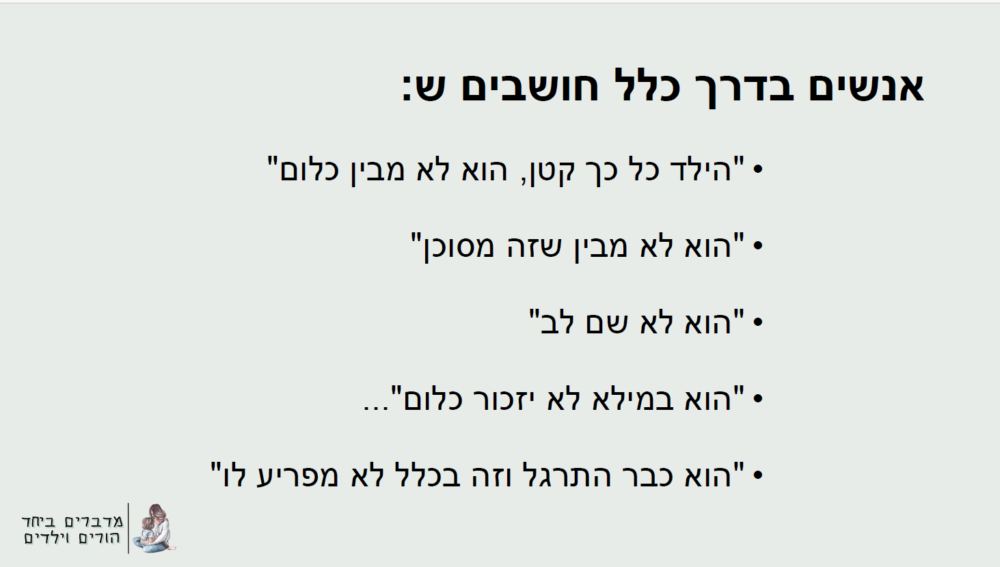 אנשים בדרך כלל חושבים ש:
• "הילד כל כך קטן, הוא לא מבין כלום"
• "הוא לא מבין שזה מסוכן"
• "הוא לא שם לב"
• "הוא במילא לא יזכור כלום"...
• "הוא כבר התרגל וזה בכלל לא מפריע לו"
מדברים ביחד
הורים וילדים